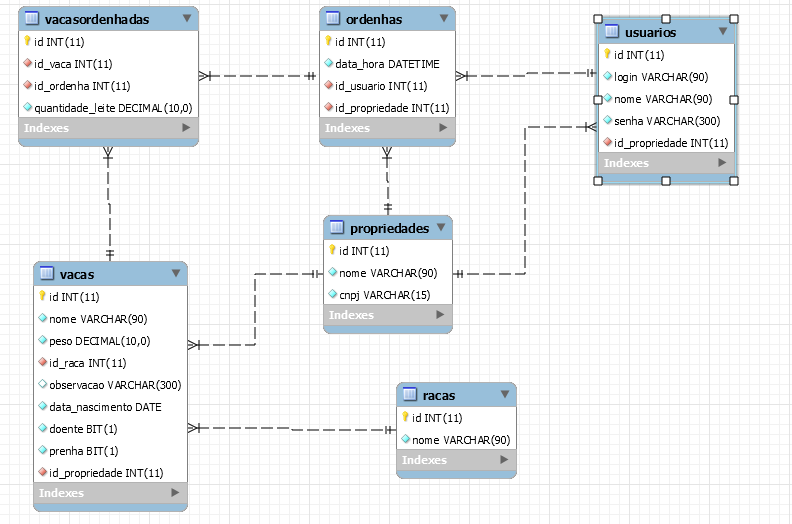 vacasordenhadas
id INT(11)
id_vaca INT(11)
id_ordenha INT(11)
quantidade_leite DECIMAL(10,0)
Indexes
ordenhas
id INT(11)
data_hora DATETIME
id_usuario INT(11)
id_propriedade INT(11)
Indexes
usuarios
id INT(11)
login VARCHAR(90)
nome VARCHAR(90)
senha VARCHAR(300)
id_propriedade INT(11)
Indexes
propriedades
id INT(11)
nome VARCHAR(90)
cnpj VARCHAR(15)
Indexes
vacas
id INT(11)
nome VARCHAR(90)
peso DECIMAL(10,0)
id_raca INT(11)
observacao VARCHAR(300)
data_nascimento DATE
doente BIT(1)
prenha BIT(1)
id_propriedade INT(11)
Indexes
racas
id INT(11)
nome VARCHAR(90)
Indexes